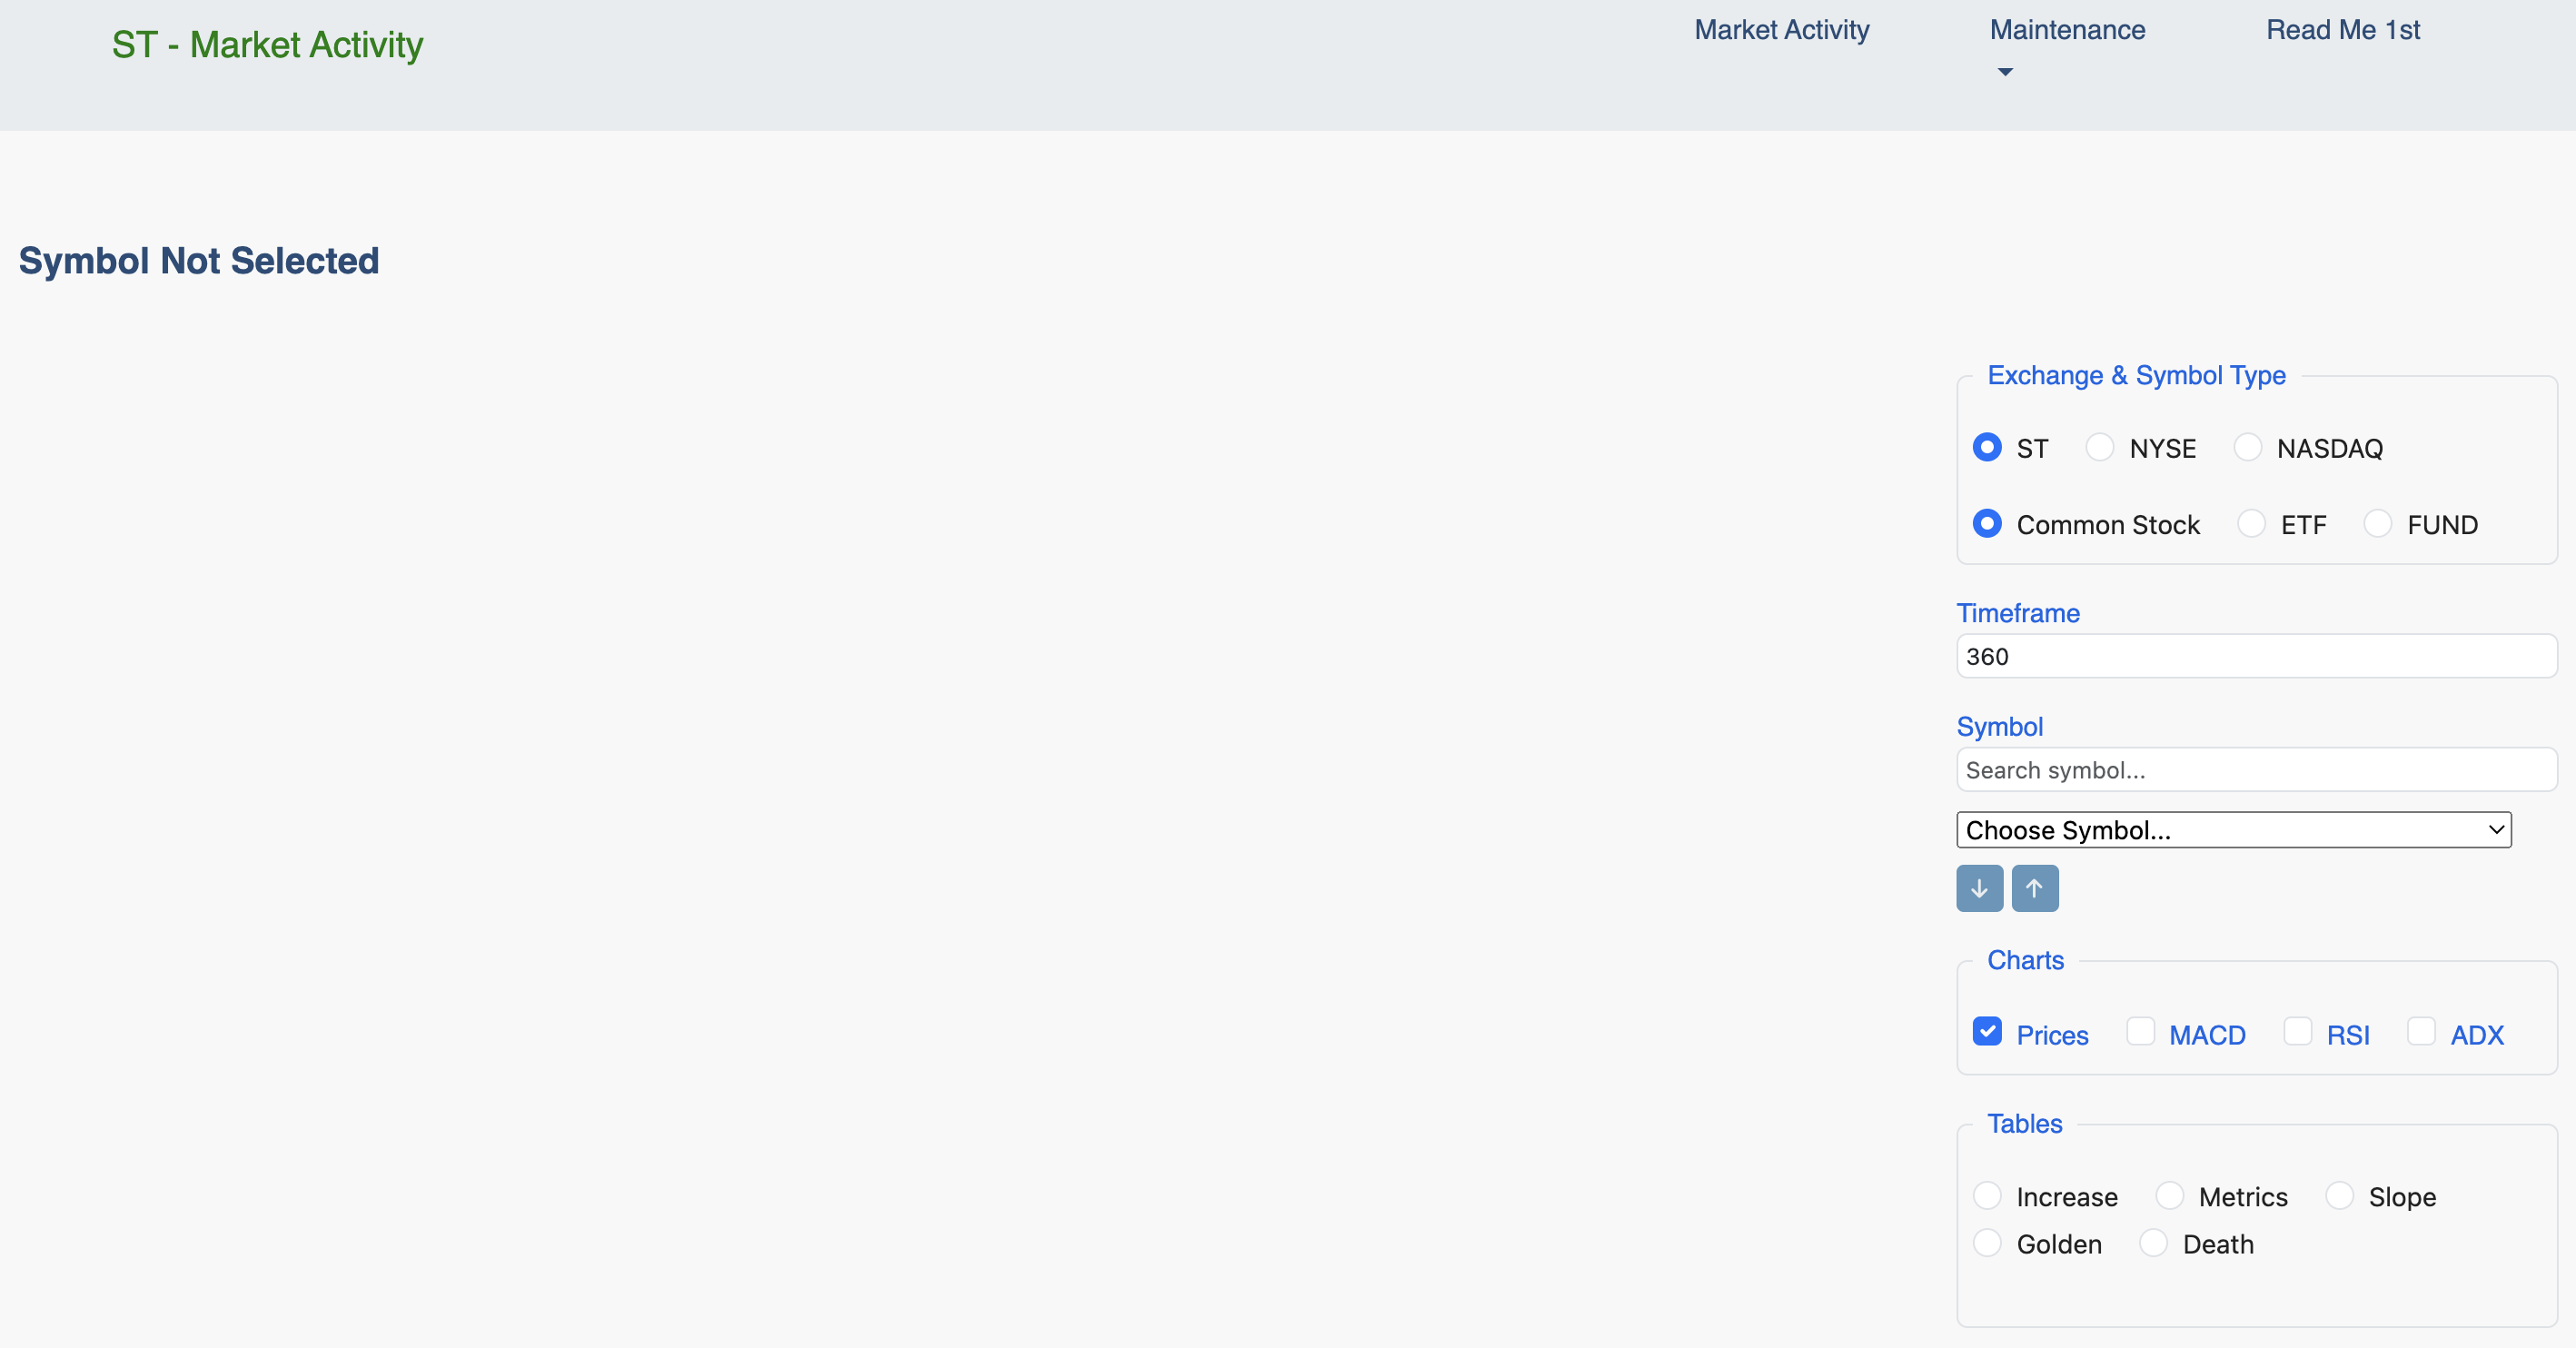 ST - Market Activity
Market Activity
Maintenance
Read Me 1st
Symbol Not Selected
Exchange & Symbol Type
ST NYSE NASDAQ
Common Stock ETF FUND
Timeframe
360
Symbol
Search symbol...
Choose Symbol...
Charts
Prices MACD RSI ADX
Tables
Increase Metrics Slope
Golden Death